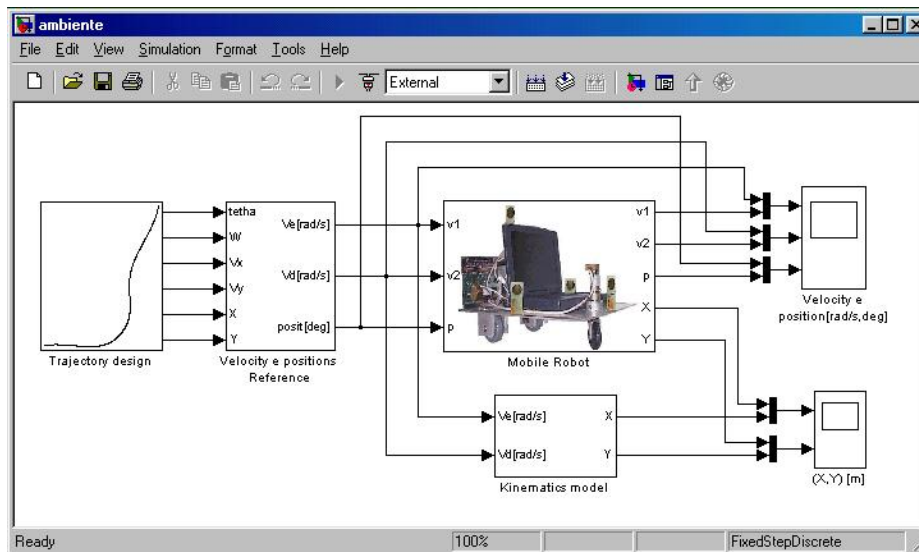 ambiente
File Edit View Simulation Format Tools Help
External
tetha
W
Vx
Vy
X
Y
Trajectory design
Ve[rad/s]
Vd[rad/s]
posit[deg]
Velocity e positions
Reference
v1
v2
p
v1
v2
p
X
Y
Mobile Robot
Velocity e
position[rad/s,deg]
Ve[rad/s]
Vd[rad/s]
X
Y
Kinematics model
(X,Y) [m]
Ready
100%
FixedStepDiscrete